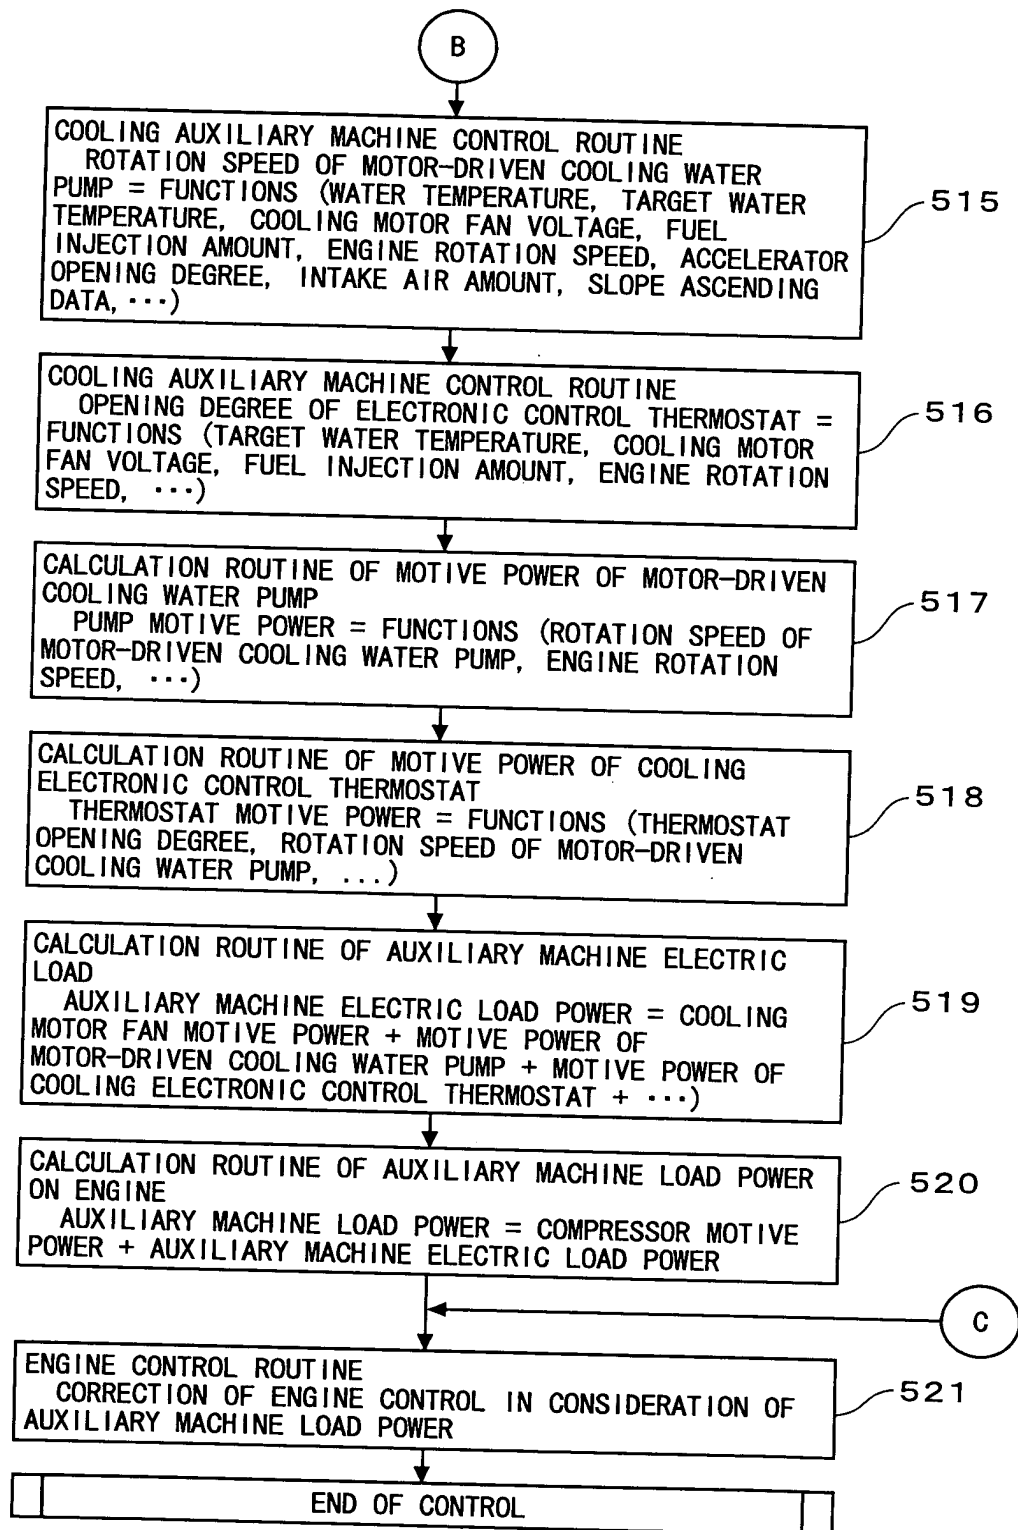 B
COOLING AUXILIARY MACHINE CONTROL ROUTINE
ROTATION SPEED OF MOTOR-DRIVEN COOLING WATER
PUMP = FUNCTIONS (WATER TEMPERATURE, TARGET WATER
TEMPERATURE, COOLING MOTOR FAN VOLTAGE, FUEL
INJECTION AMOUNT, ENGINE ROTATION SPEED, ACCELERATOR
OPENING DEGREE, INTAKE AIR AMOUNT, SLOPE ASCENDING
DATA, ···)
515
COOLING AUXILIARY MACHINE CONTROL ROUTINE
OPENING DEGREE OF ELECTRONIC CONTROL THERMOSTAT =
FUNCTIONS (TARGET WATER TEMPERATURE, COOLING MOTOR
FAN VOLTAGE, FUEL INJECTION AMOUNT, ENGINE ROTATION
SPEED, ···)
516
CALCULATION ROUTINE OF MOTIVE POWER OF MOTOR-DRIVEN
COOLING WATER PUMP
PUMP MOTIVE POWER = FUNCTIONS (ROTATION SPEED OF
MOTOR-DRIVEN COOLING WATER PUMP, ENGINE ROTATION
SPEED, ···)
517
CALCULATION ROUTINE OF MOTIVE POWER OF COOLING
ELECTRONIC CONTROL THERMOSTAT
THERMOSTAT MOTIVE POWER = FUNCTIONS (THERMOSTAT
OPENING DEGREE, ROTATION SPEED OF MOTOR-DRIVEN
COOLING WATER PUMP, ...)
518
CALCULATION ROUTINE OF AUXILIARY MACHINE ELECTRIC
LOAD
AUXILIARY MACHINE ELECTRIC LOAD POWER = COOLING
MOTOR FAN MOTIVE POWER + MOTIVE POWER OF
MOTOR-DRIVEN COOLING WATER PUMP + MOTIVE POWER OF
COOLING ELECTRONIC CONTROL THERMOSTAT + ···)
519
CALCULATION ROUTINE OF AUXILIARY MACHINE LOAD POWER
ON ENGINE
AUXILIARY MACHINE LOAD POWER = COMPRESSOR MOTIVE
POWER + AUXILIARY MACHINE ELECTRIC LOAD POWER
520
C
ENGINE CONTROL ROUTINE
CORRECTION OF ENGINE CONTROL IN CONSIDERATION OF
AUXILIARY MACHINE LOAD POWER
521
END OF CONTROL